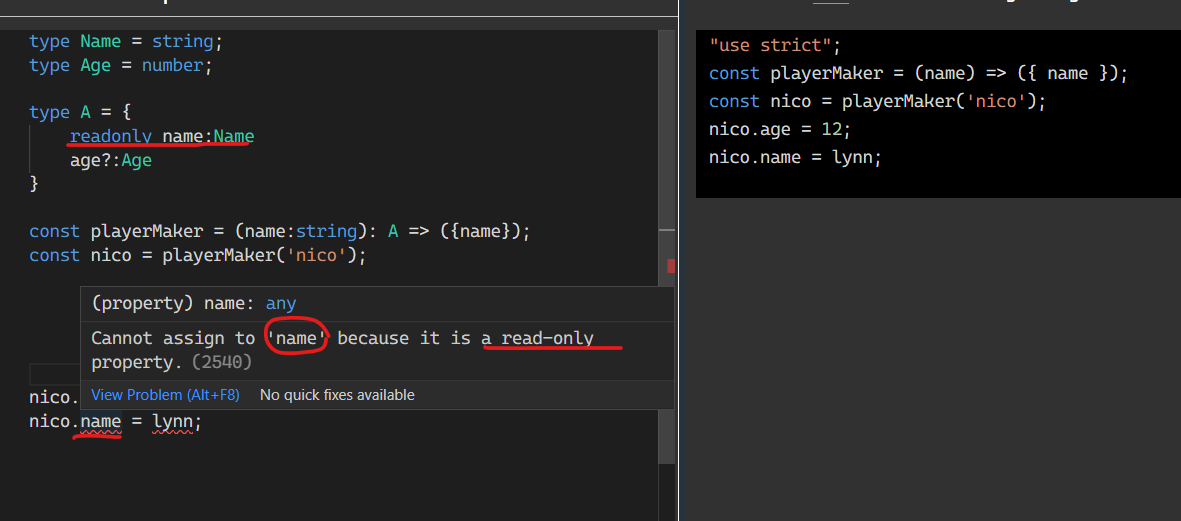 type Name = string;
type Age = number;
type A = {
readonly name:Name
age?:Age
}
const playerMaker = (name:string): A => ({name});
const nico = playerMaker('nico');
(property) name: any
Cannot assign to 'name' because it is a read-only
property. (2540)
View Problem (Alt+F8) No quick fixes available
nico.
nico.name = lynn;
"use strict";
const playerMaker = (name) => ({ name });
const nico = playerMaker('nico');
nico.age = 12;
nico.name = lynn;